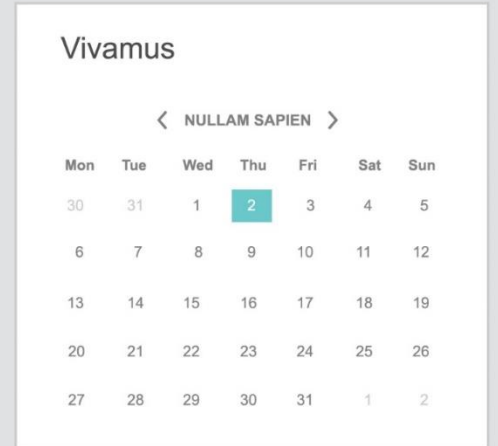 Vivamus
NULLAM SAPIEN
Mon Tue Wed Thu Fri Sat Sun
30 31 1 2 3 4 5
6 7 8 9 10 11 12
13 14 15 16 17 18 19
20 21 22 23 24 25 26
27 28 29 30 31 1 2